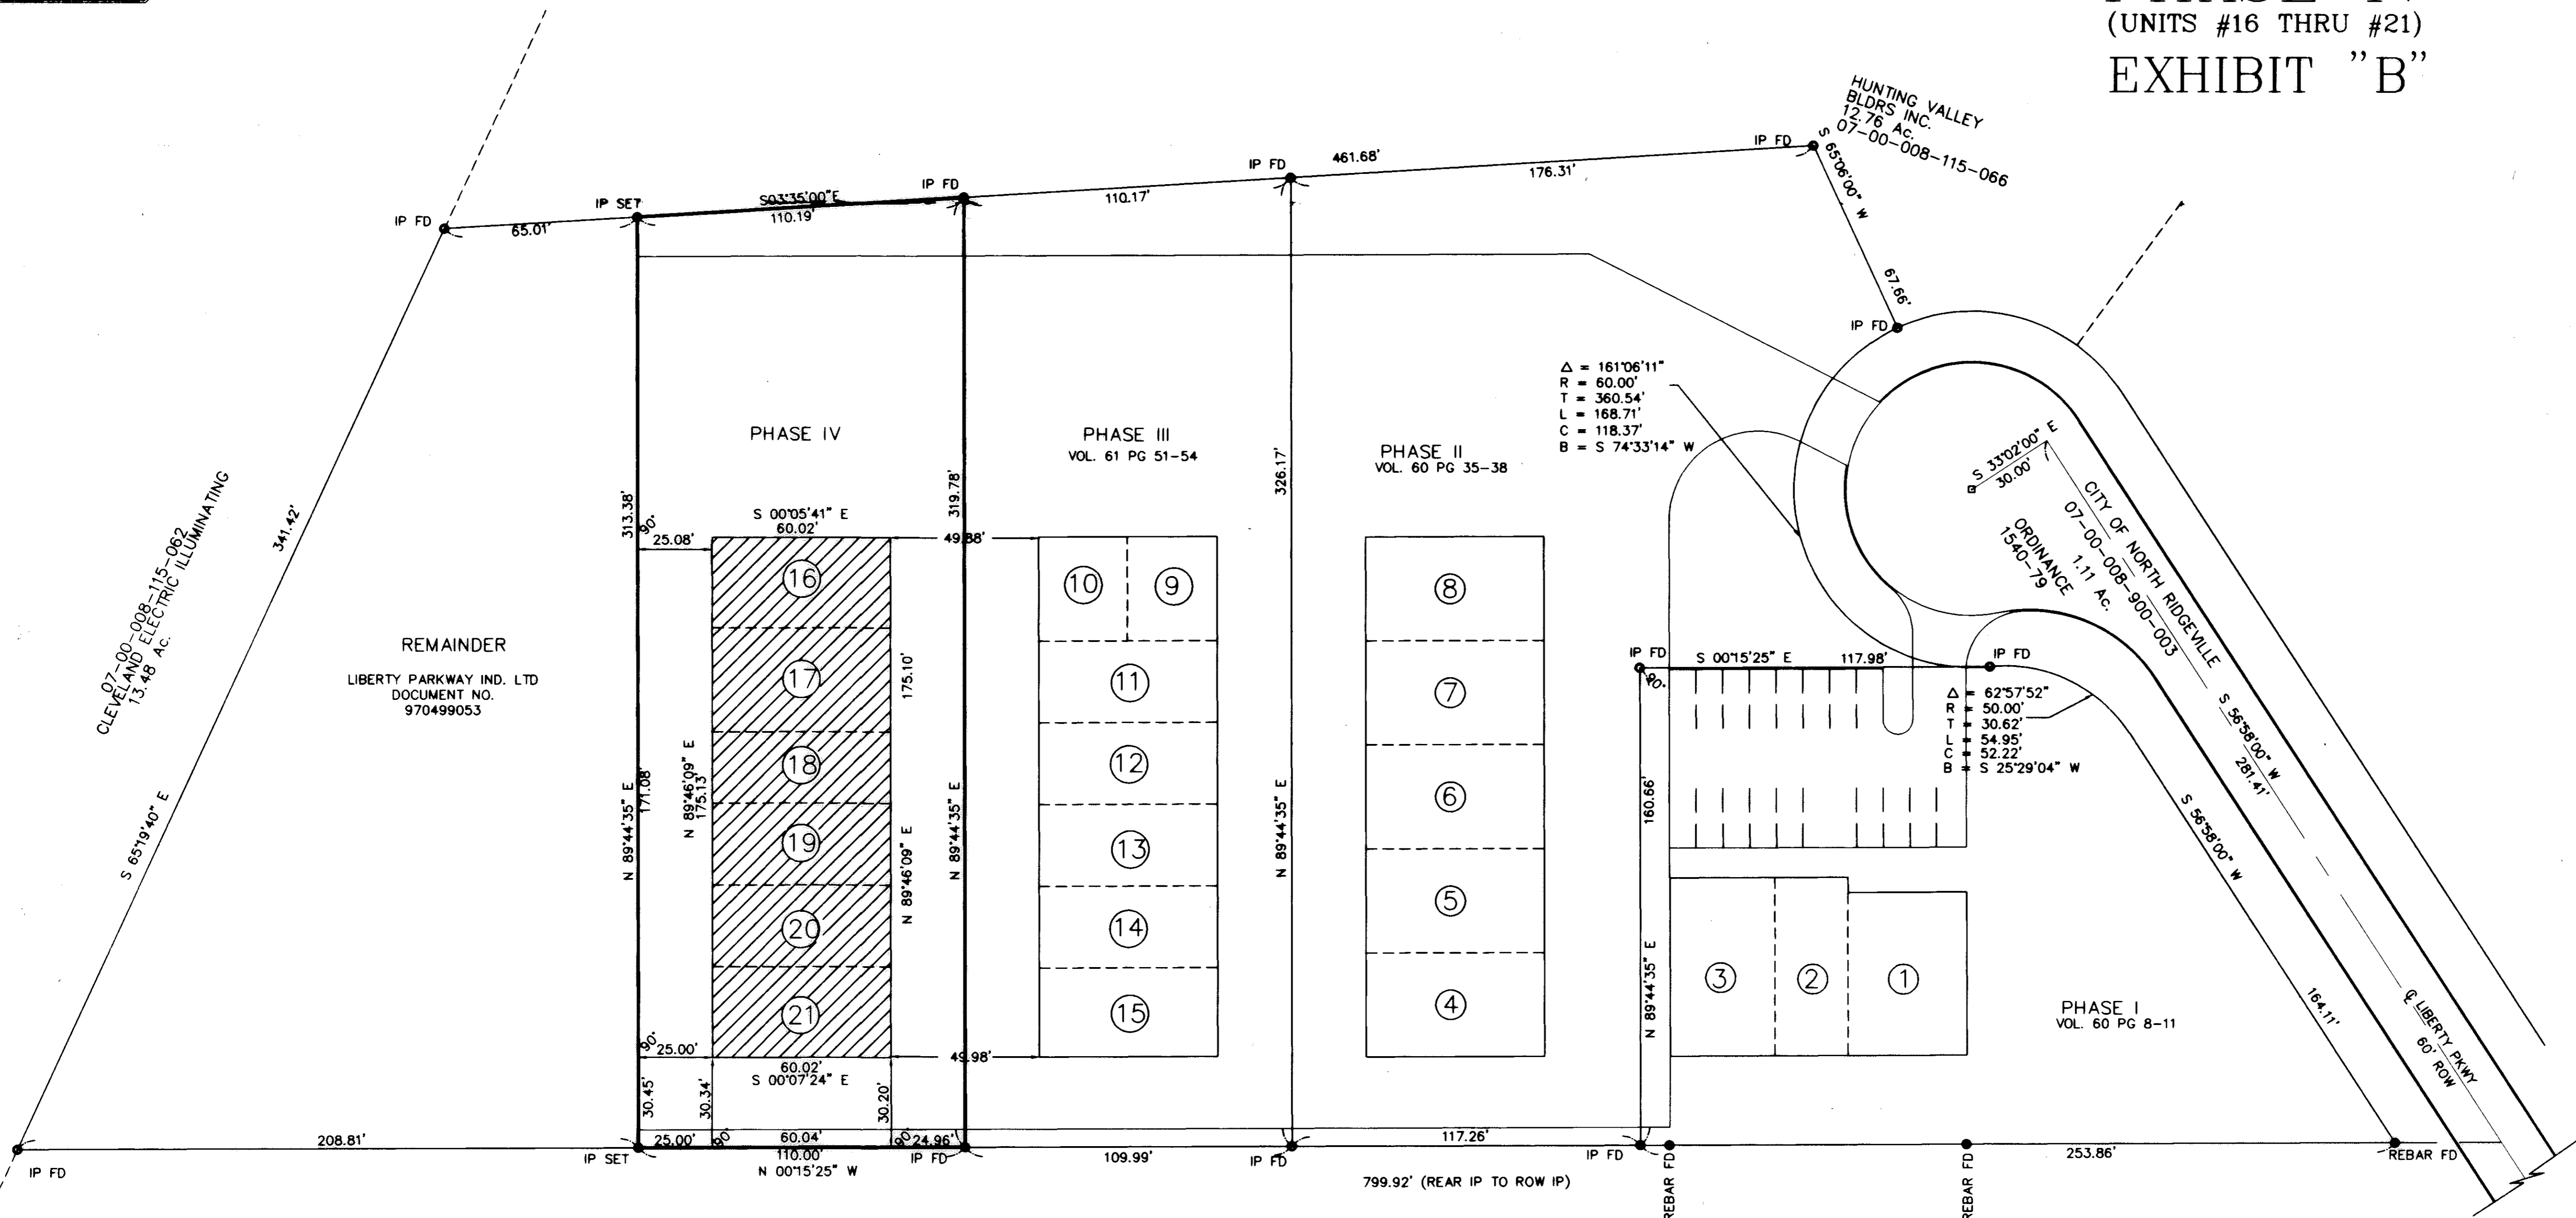 (UNITS #16 THRU #21)
EXHIBIT "B"
HUNTING VALLEY
BLDRS INC.
12.76 Ac.
07-00-008-115-066
IP FD
S 65°06'00" W
67.66'
IP FD
461.68'
176.31'
IP FD
110.17'
IP FD
S03°35'00"E
110.19'
IP SET
65.01'
IP FD
341.42'
S 65°19'40" E
07-00-008-115-062
CLEVELAND ELECTRIC ILLUMINATING
13.48 Ac.
REMAINDER
LIBERTY PARKWAY IND. LTD
DOCUMENT NO.
970499053
PHASE IV
PHASE III
VOL. 61 PG 51-54
PHASE II
VOL. 60 PG 35-38
Δ = 161°06'11"
R = 60.00'
T = 360.54'
L = 168.71'
C = 118.37'
B = S 74°33'14" W
S 33°02'00" E
30.00'
CITY OF NORTH RIDGEVILLE
07-00-008-900-003
1.11 Ac.
ORDINANCE
1540-79
S 56°58'00" W
281.41'
313.38'
319.78'
326.17'
90°
25.08'
S 00°05'41" E
60.02'
49.88'
16
17
18
19
20
21
10
9
11
12
13
14
15
8
7
6
5
4
3
2
1
171.08'
N 89°44'35" E
N 89°46'09" E
175.13'
175.10'
N 89°46'09" E
N 89°44'35" E
N 89°44'35" E
IP FD
S 00°15'25" E
117.98'
IP FD
90°
160.66'
N 89°44'35" E
Δ = 62°57'52"
R = 50.00'
T = 30.62'
L = 54.95'
C = 52.22'
B = S 25°29'04" W
S 56°58'00" W
164.11'
PHASE I
VOL. 60 PG 8-11
℄ LIBERTY PKWY
60' ROW
90°
25.00'
60.02'
S 00°07'24" E
49.98'
30.45'
30.34'
30.20'
208.81'
25.00'
90°
60.04'
90°
24.96'
117.26'
IP FD
IP SET
110.00'
N 00°15'25" W
IP FD
109.99'
IP FD
799.92' (REAR IP TO ROW IP)
IP FD
REBAR FD
REBAR FD
253.86'
REBAR FD